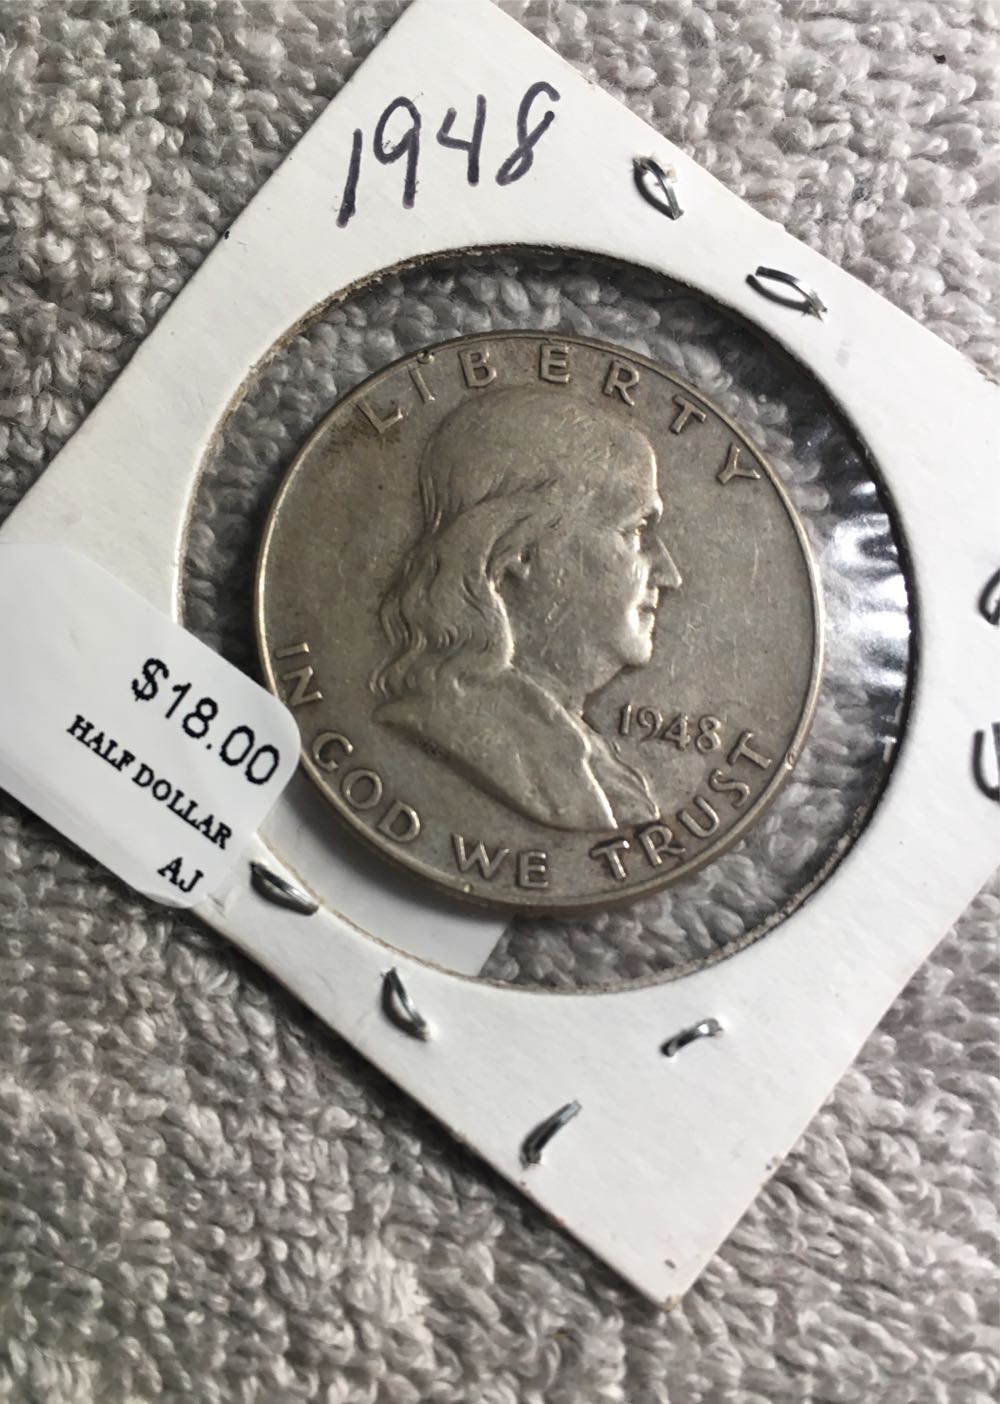 1948
LIBERTY
IN GOD WE TRUST
1948
$18.00
HALF DOLLAR
AJ